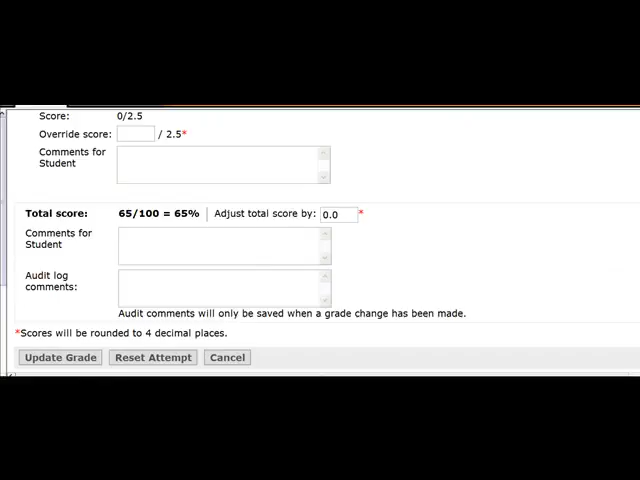 Score: 0/2.5
Override score: / 2.5*
Comments for
Student
Total score: 65/100 = 65% Adjust total score by: 0.0 *
Comments for
Student
Audit log
comments:
Audit comments will only be saved when a grade change has been made.
*Scores will be rounded to 4 decimal places.
Update Grade Reset Attempt Cancel